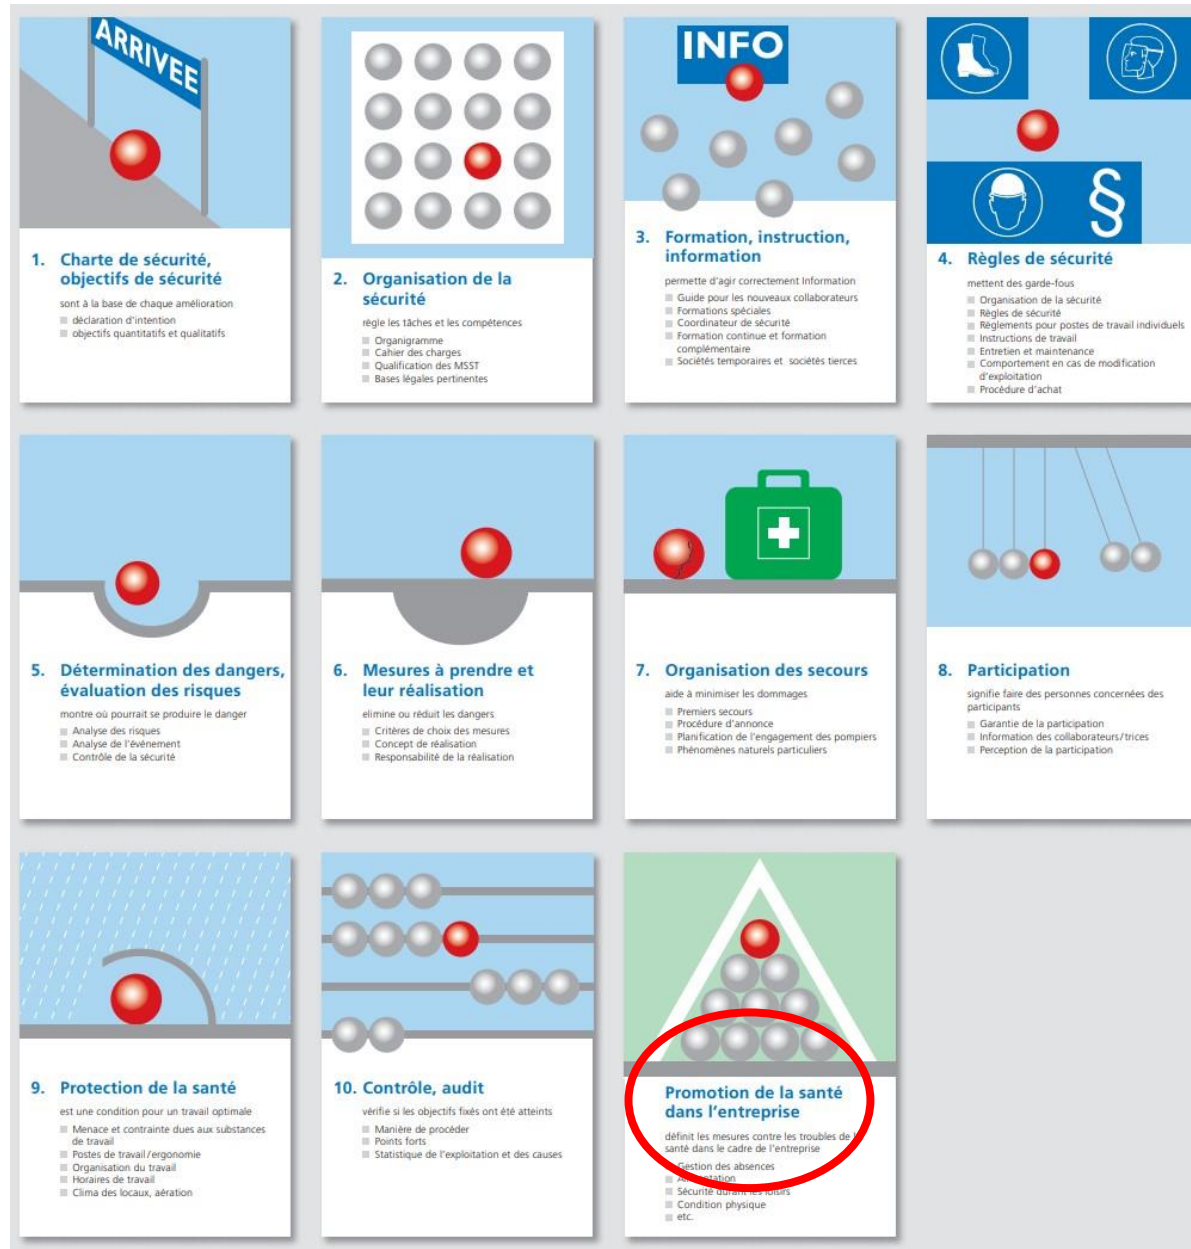 ARRIVEE
1. Charte de sécurité,
objectifs de sécurité
sont à la base de chaque amélioration
déclaration d'intention
objectifs quantitatifs et qualitatifs
2. Organisation de la
sécurité
règle les tâches et les compétences
Organigramme
Cahier des charges
Qualification des MSST
Bases légales pertinentes
INFO
3. Formation, instruction,
information
permette d'agir correctement Information
Guide pour les nouveaux collaborateurs
Formations spéciales
Coordinateur de sécurité
Formation continue et formation
complémentaire
Sociétés temporaires et sociétés tierces
§
4. Règles de sécurité
mettent des garde-fous
Organisation de la sécurité
Règles de sécurité
Règlements pour postes de travail individuels
Instructions de travail
Entretien et maintenance
Comportement en cas de modification
d'exploitation
Procédure d'achat
5. Détermination des dangers,
évaluation des risques
montre où pourrait se produire le danger
Analyse des risques
Analyse de l'événement
Contrôle de la sécurité
6. Mesures à prendre et
leur réalisation
elimine ou réduit les dangers
Critères de choix des mesures
Concept de réalisation
Responsabilité de la réalisation
7. Organisation des secours
aide à minimiser les dommages
Premiers secours
Procédure d'annonce
Planification de l'engagement des pompiers
Phénomènes naturels particuliers
8. Participation
signifie faire des personnes concernées des
participants
Garantie de la participation
Information des collaborateurs/trices
Perception de la participation
9. Protection de la santé
est une condition pour un travail optimale
Menace et contrainte dues aux substances
de travail
Postes de travail/ergonomie
Organisation du travail
Horaires de travail
Clima des locaux, aération
10. Contrôle, audit
vérifie si les objectifs fixés ont été atteints
Manière de procéder
Points forts
Statistique de l'exploitation et des causes
Promotion de la santé
dans l'entreprise
définit les mesures contre les troubles de la
santé dans le cadre de l'entreprise
Gestion des absences
Alimentation
Sécurité durant les loisirs
Condition physique
etc.